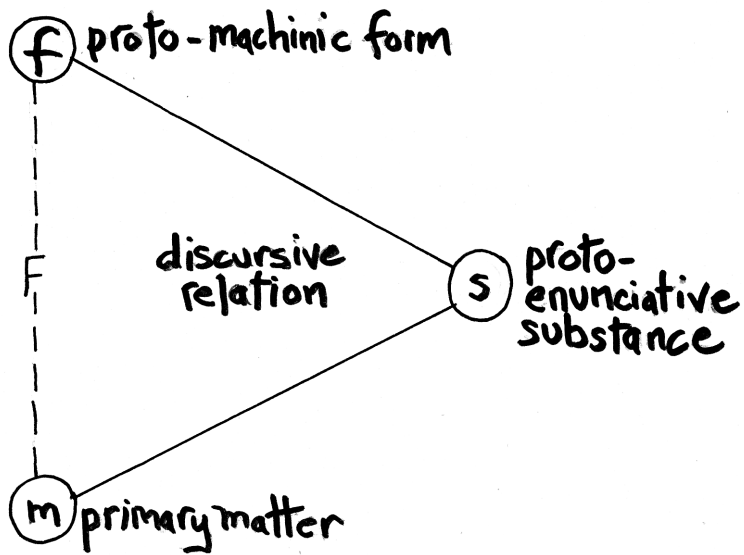 f proto-machinic form
discursive
relation
F
s
proto-
enunciative
substance
m primary matter